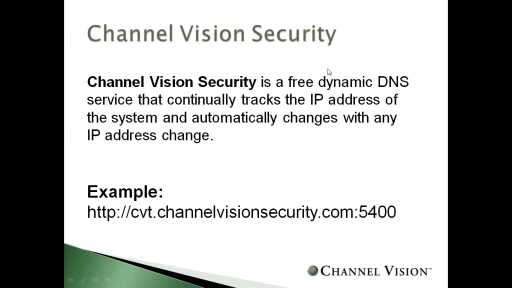 Channel Vision Security
Channel Vision Security is a free dynamic DNS
service that continually tracks the IP address of
the system and automatically changes with any
IP address change.
Example:
http://cvt.channelvisionsecurity.com:5400
CHANNEL VISION™